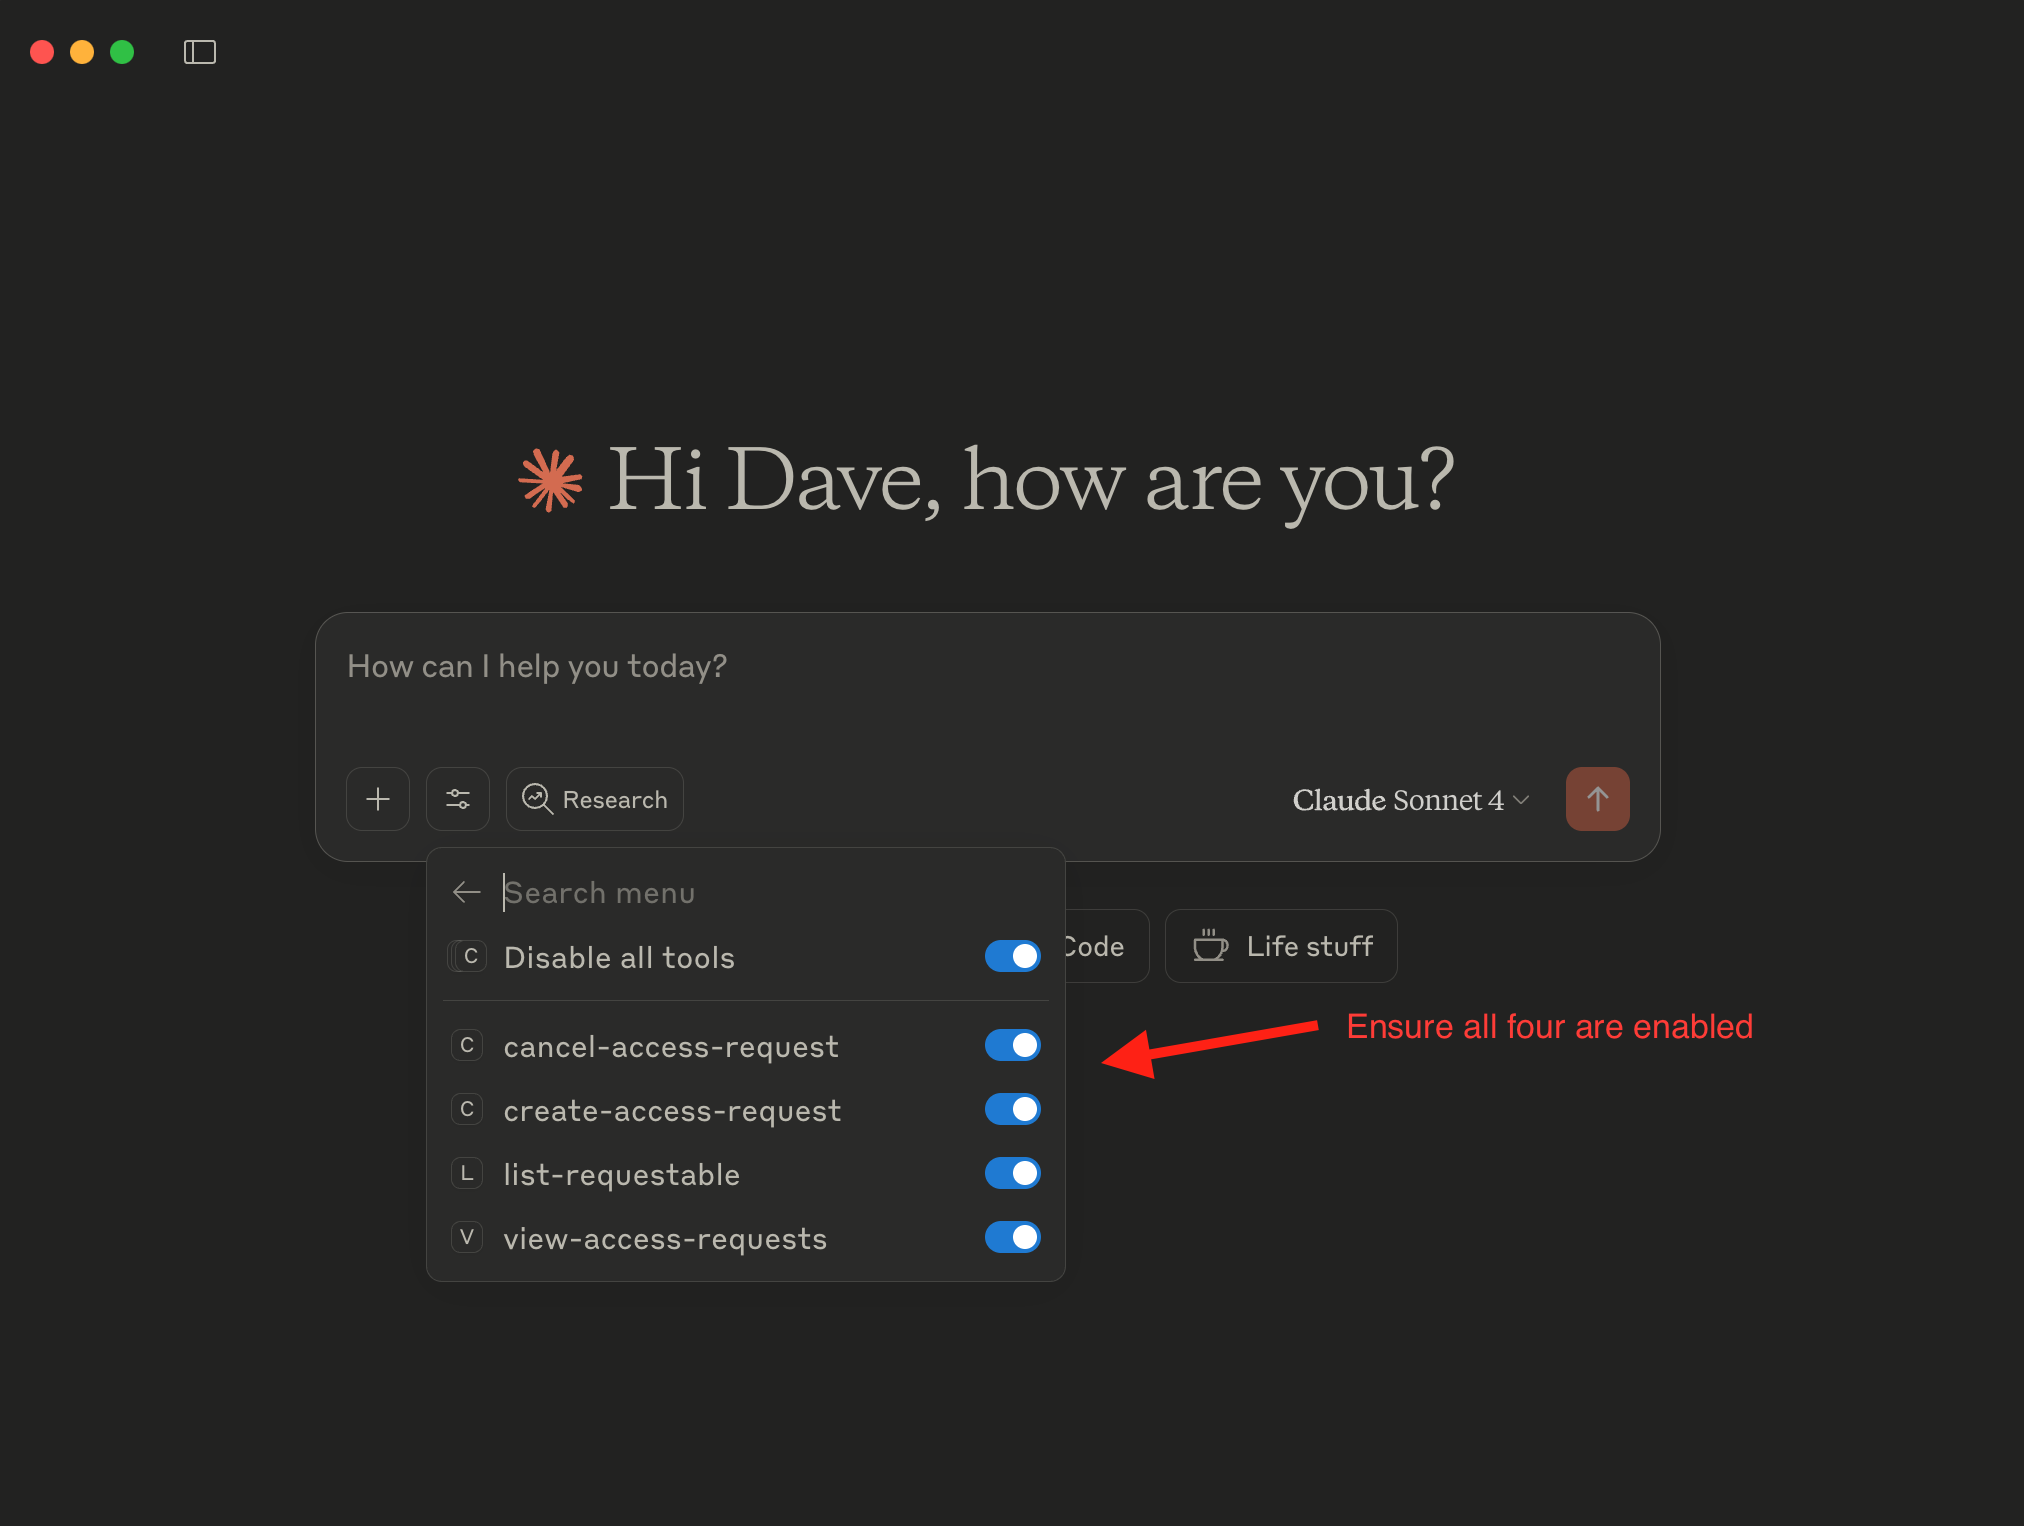 Hi Dave, how are you?
How can I help you today?
Research
Claude Sonnet 4
Search menu
C Disable all tools
Code
Life stuff
Ensure all four are enabled
C cancel-access-request
C create-access-request
L list-requestable
V view-access-requests